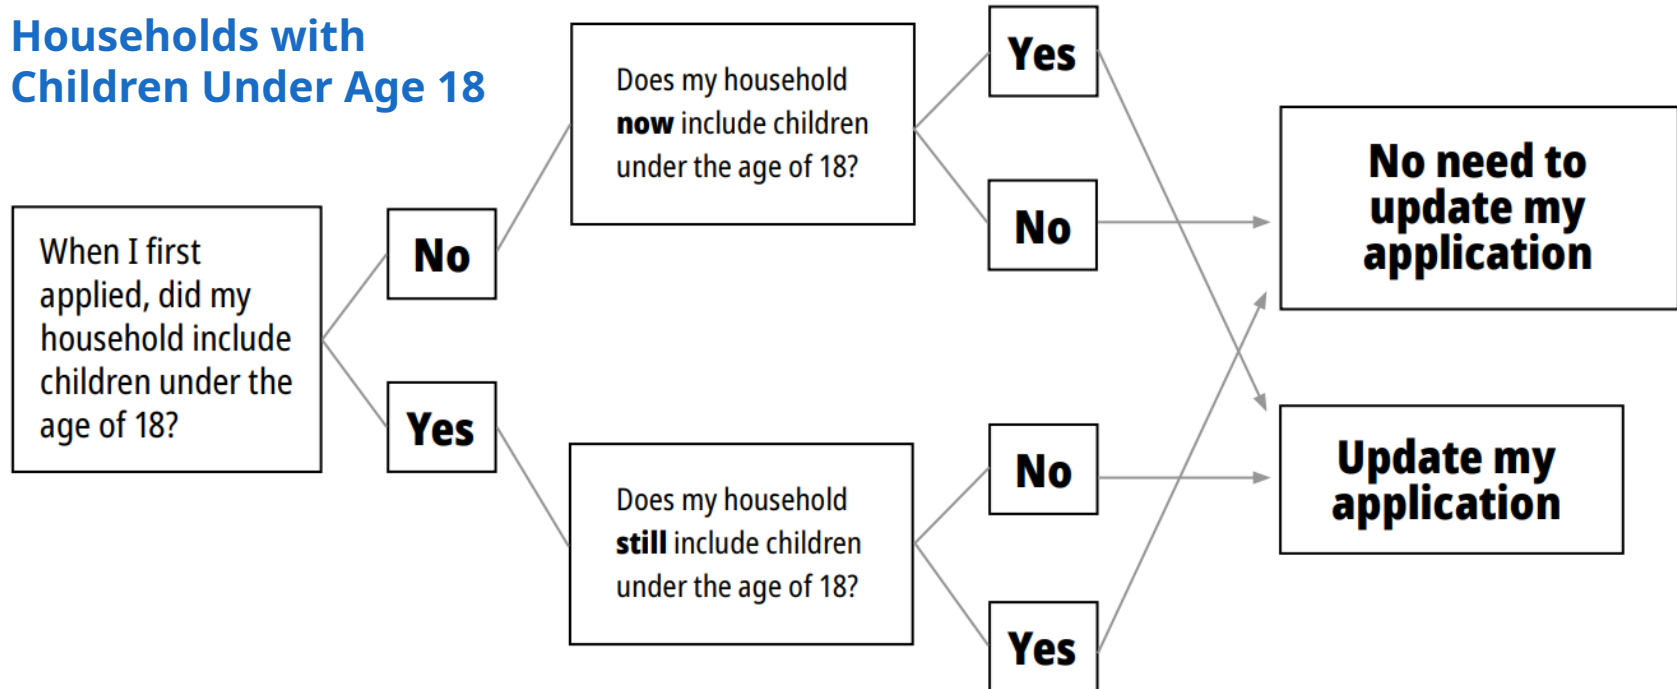 Households with
Children Under Age 18
When I first
applied, did my
household include
children under the
age of 18?
No
Yes
Does my household
now include children
under the age of 18?
Yes
No
Does my household
still include children
under the age of 18?
No
Yes
No need to
update my
application
Update my
application